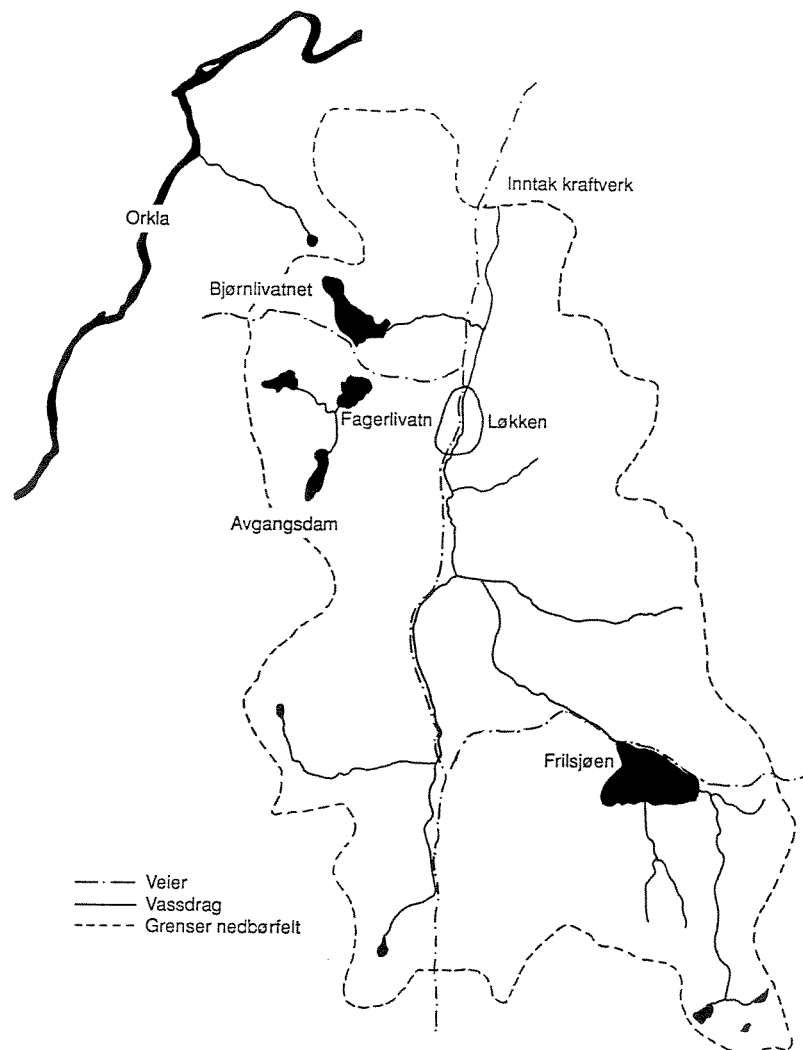 Inntak kraftverk
Orkla
Bjørnlivatnet
Fagerlivatn
Løkken
Avgangsdam
Frilsjøen
Veier
Vassdrag
Grenser nedbørfelt